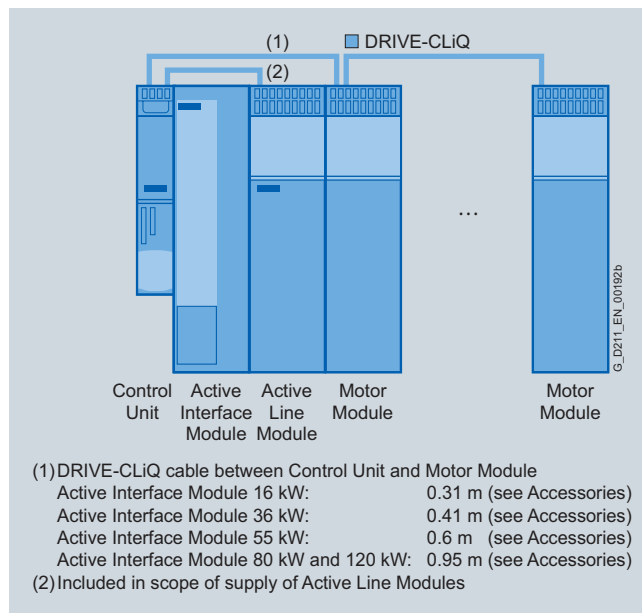 (1)
DRIVE-CLiQ
(2)
...
G_D211_EN_00192b
Control Unit
Active Interface Module
Active Line Module
Motor Module
Motor Module
(1) DRIVE-CLiQ cable between Control Unit and Motor Module
Active Interface Module 16 kW: 0.31 m (see Accessories)
Active Interface Module 36 kW: 0.41 m (see Accessories)
Active Interface Module 55 kW: 0.6 m (see Accessories)
Active Interface Module 80 kW and 120 kW: 0.95 m (see Accessories)
(2) Included in scope of supply of Active Line Modules